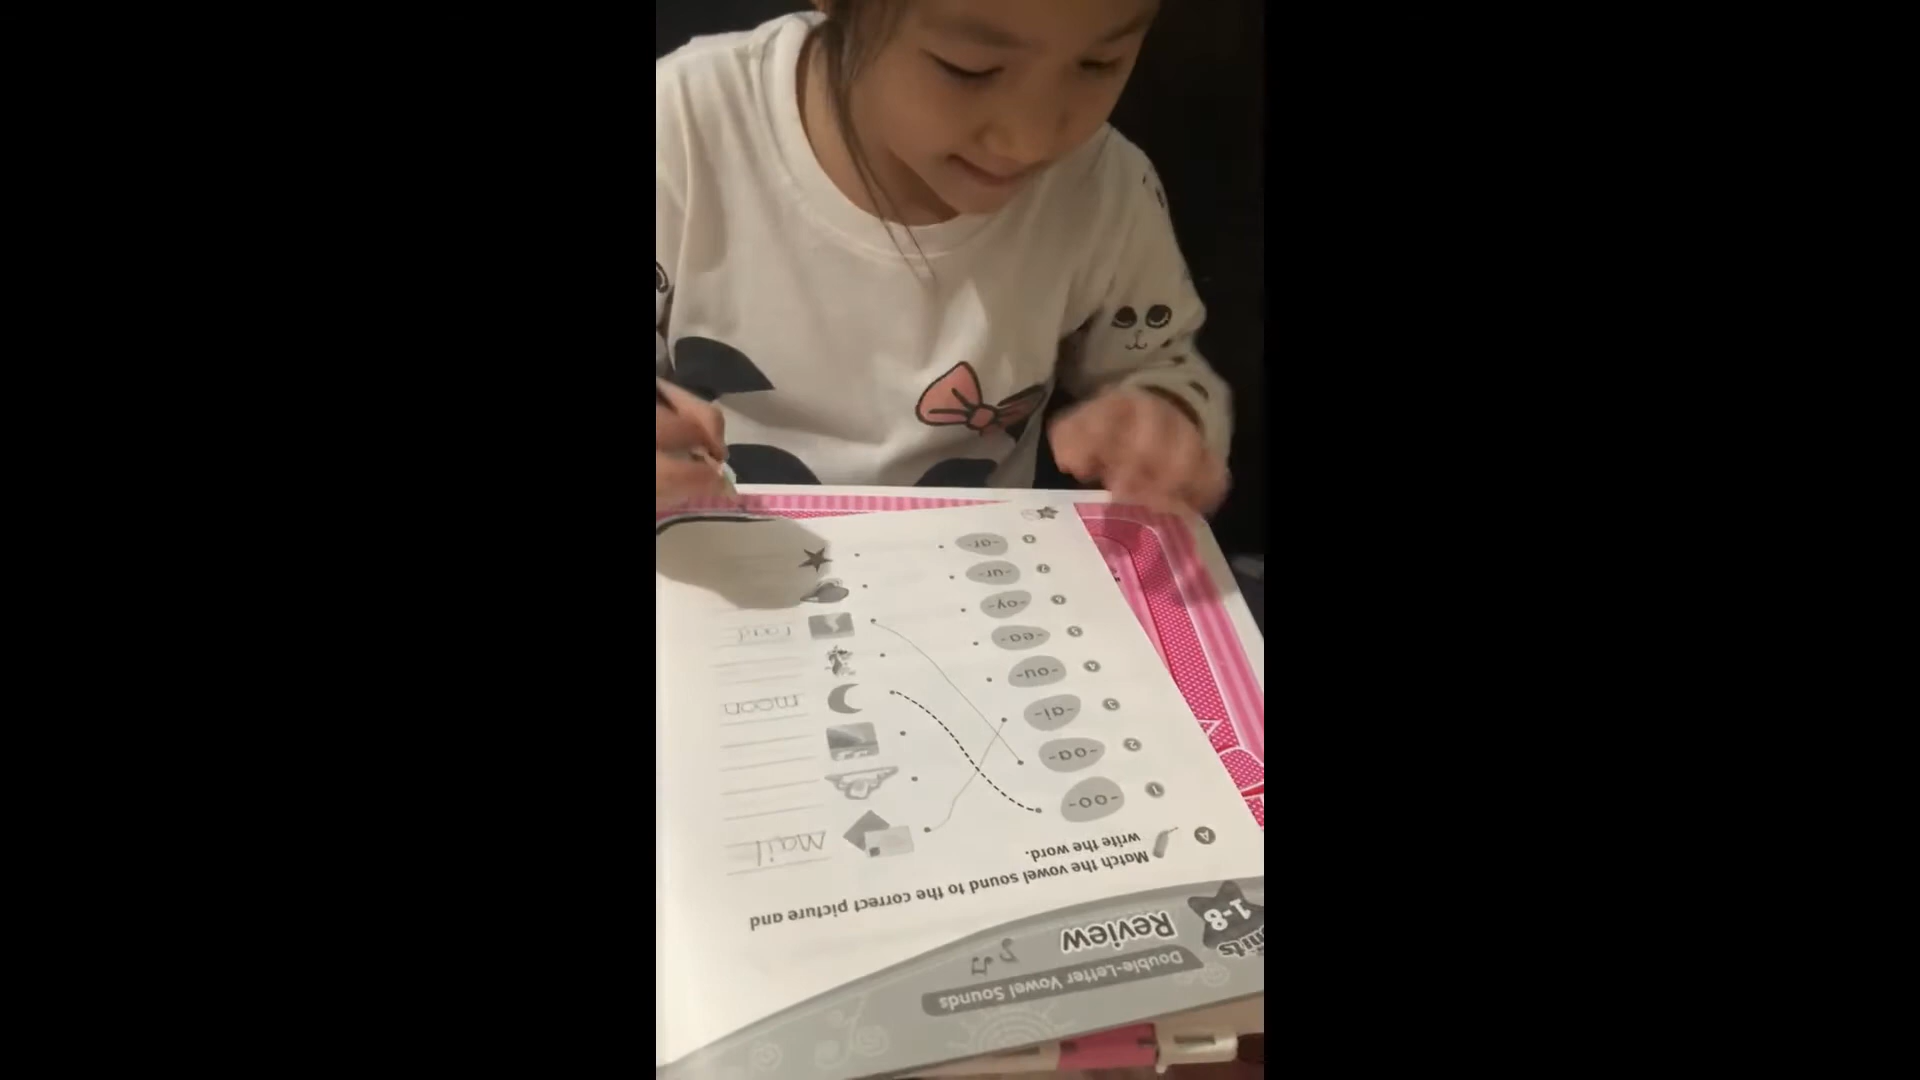 Units
1-8
Double-Letter Vowel Sounds
Review
A Match the vowel sound to the correct picture and
write the word.
1 -oo-
2 -oa-
3 -ai-
4 -ou-
5 -ea-
6 -oy-
7 -ur-
8 -ar-
Mail
moon
road